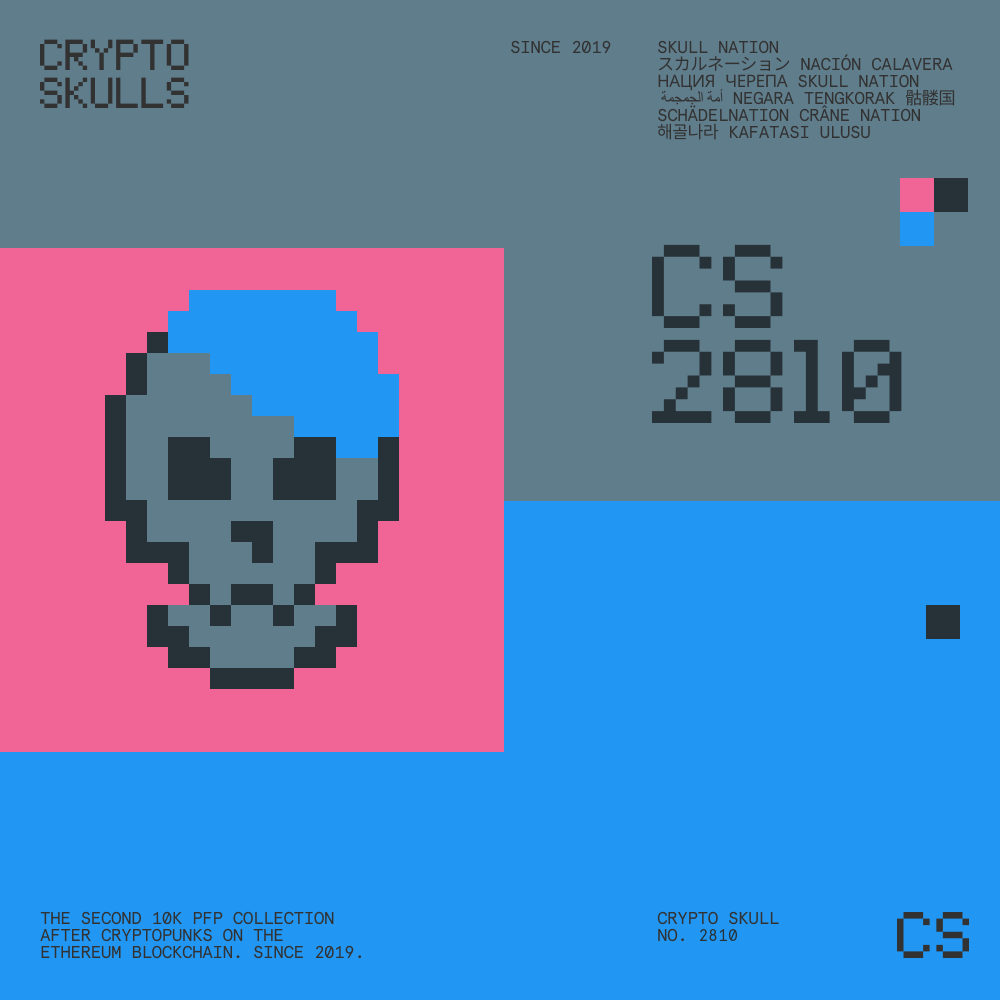 CRYPTO
SKULLS
SINCE 2019
SKULL NATION
スカルネーション NACIÓN CALAVERA
НАЦИЯ ЧЕРЕПА SKULL NATION
أمة الجمجمة NEGARA TENGKORAK 骷髅国
SCHÄDELNATION CRÂNE NATION
해골나라 KAFATASI ULUSU
CS
2810
THE SECOND 10K PFP COLLECTION
AFTER CRYPTOPUNKS ON THE
ETHEREUM BLOCKCHAIN. SINCE 2019.
CRYPTO SKULL
NO. 2810
CS